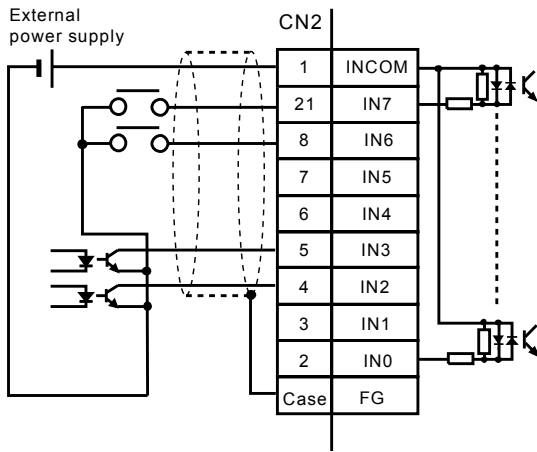 External
power supply
CN2
1 INCOM
21 IN7
8 IN6
7 IN5
6 IN4
5 IN3
4 IN2
3 IN1
2 IN0
Case FG